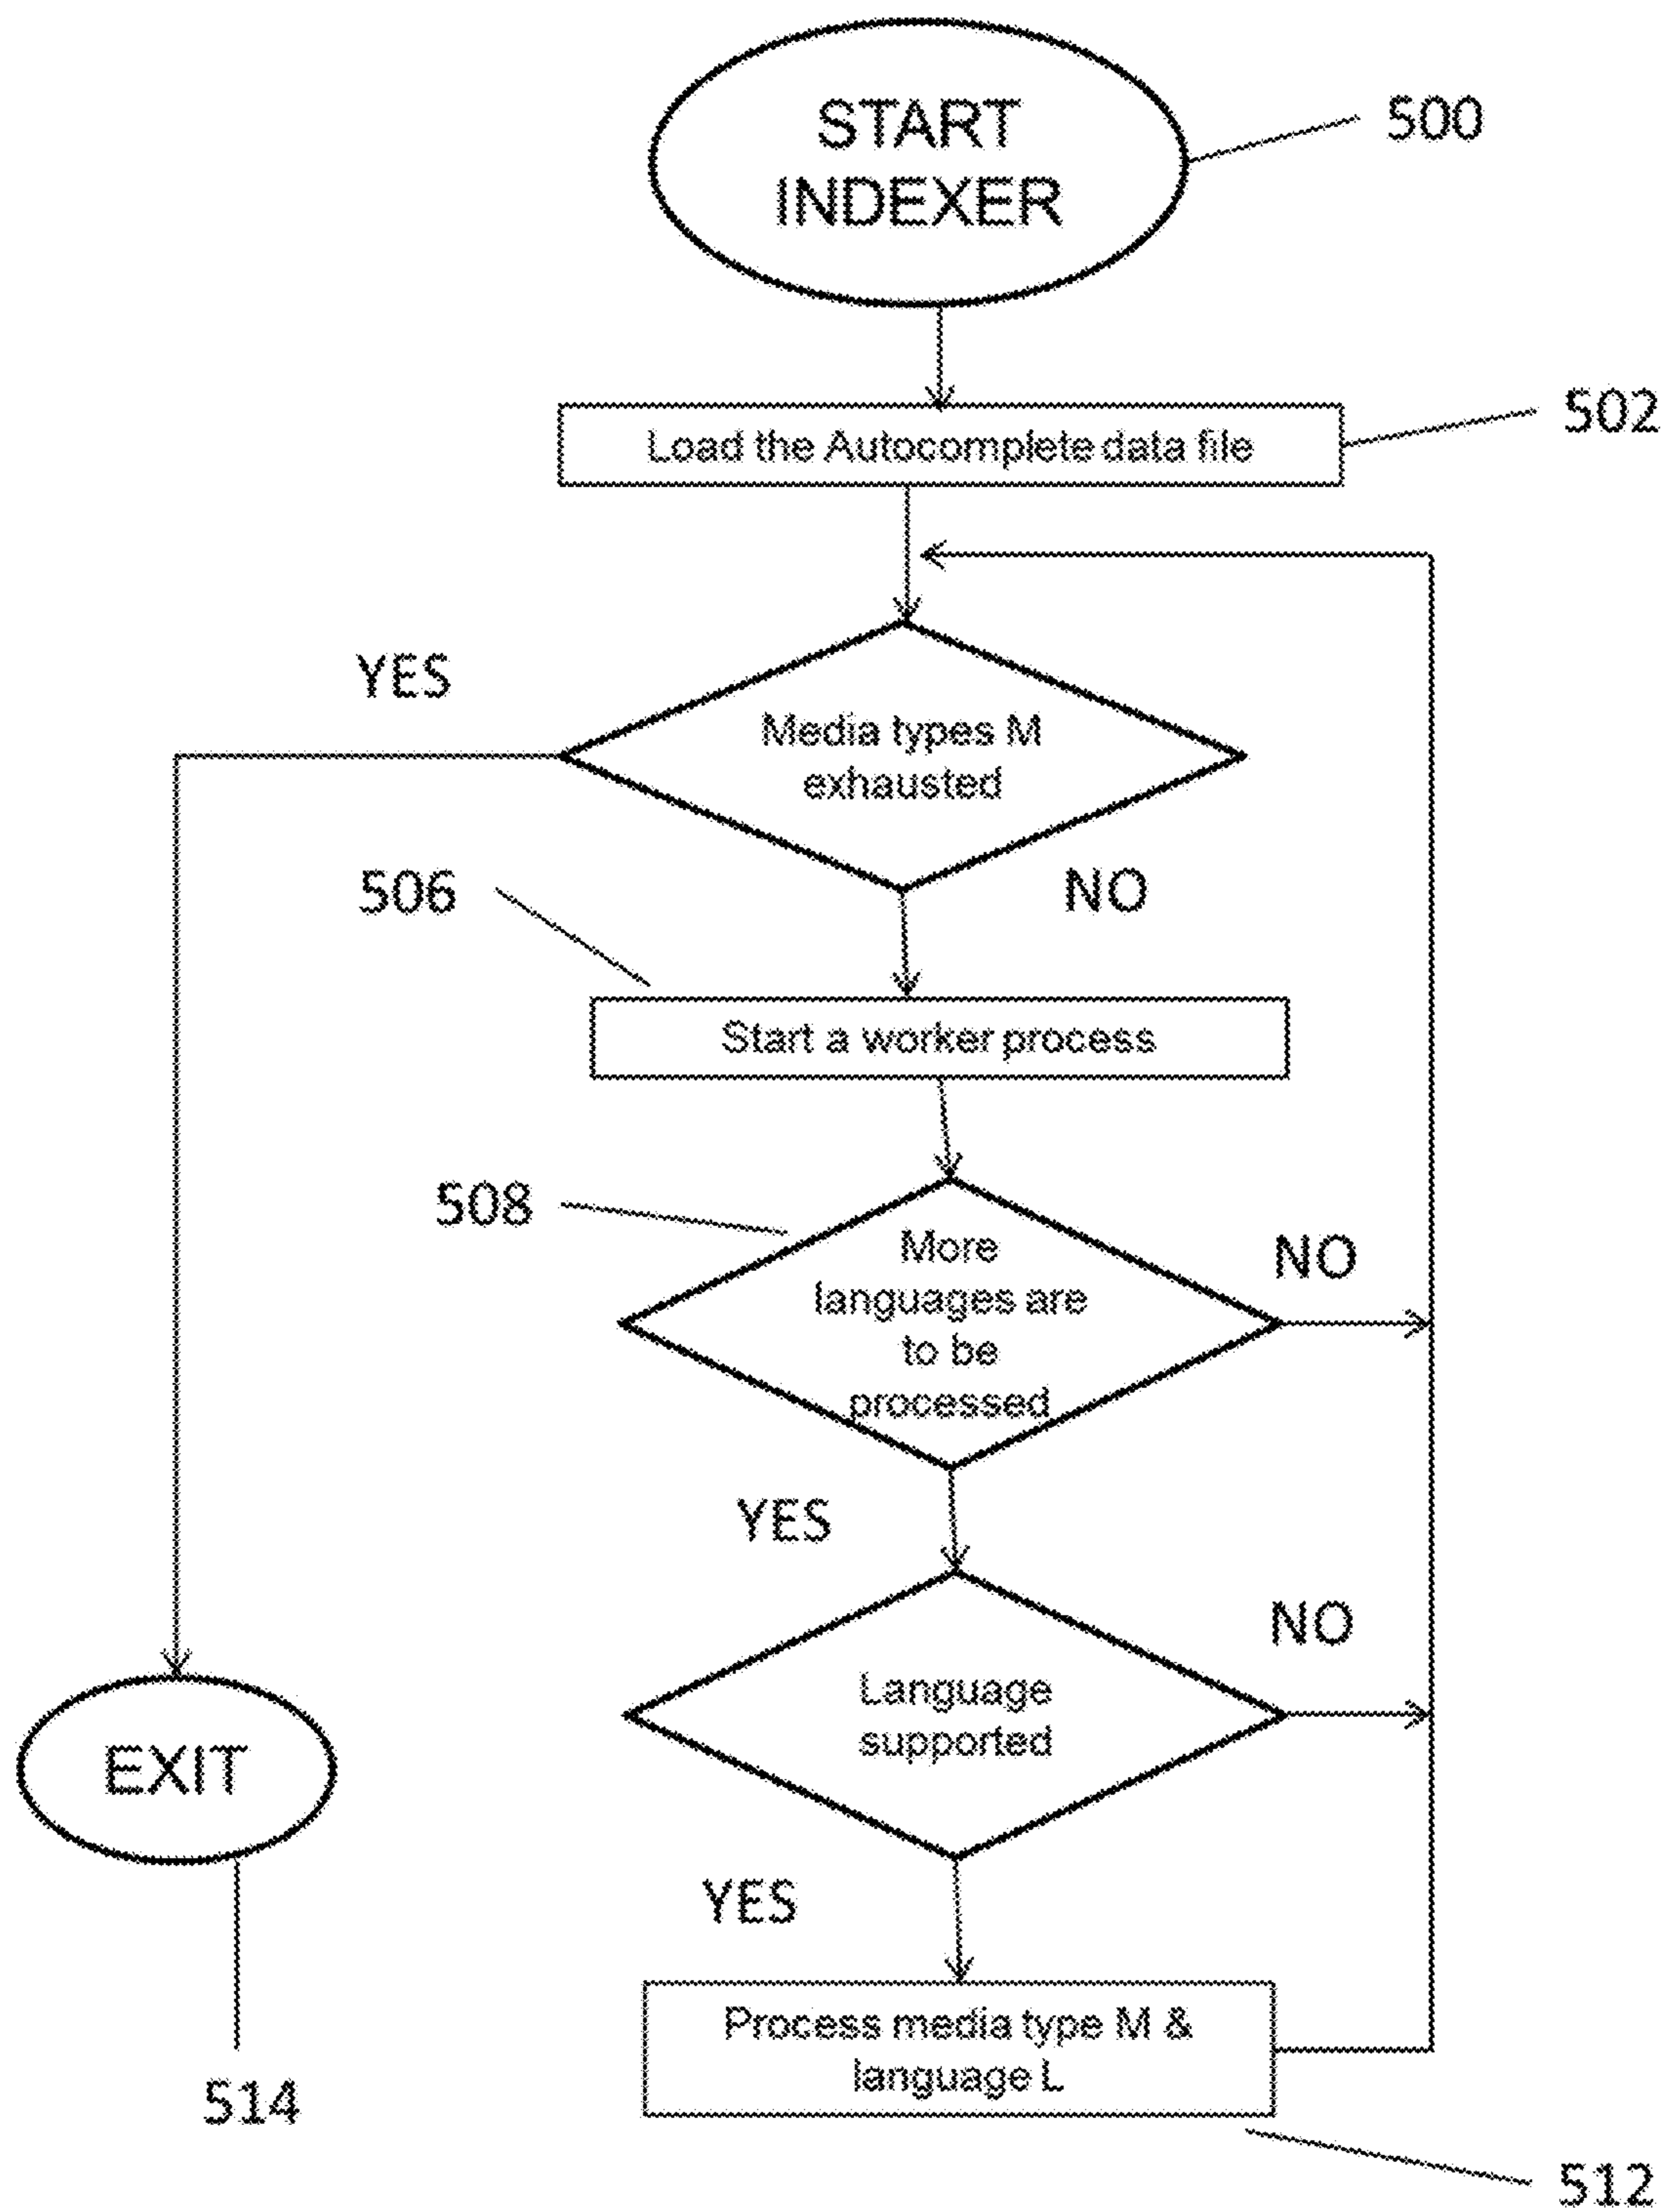 START
INDEXER
500
Load the Autocomplete data file
502
YES
Media types M
exhausted
506
NO
Start a worker process
508
More
languages are
to be
processed
NO
YES
NO
Language
supported
EXIT
YES
Process media type M &
language L
514
512